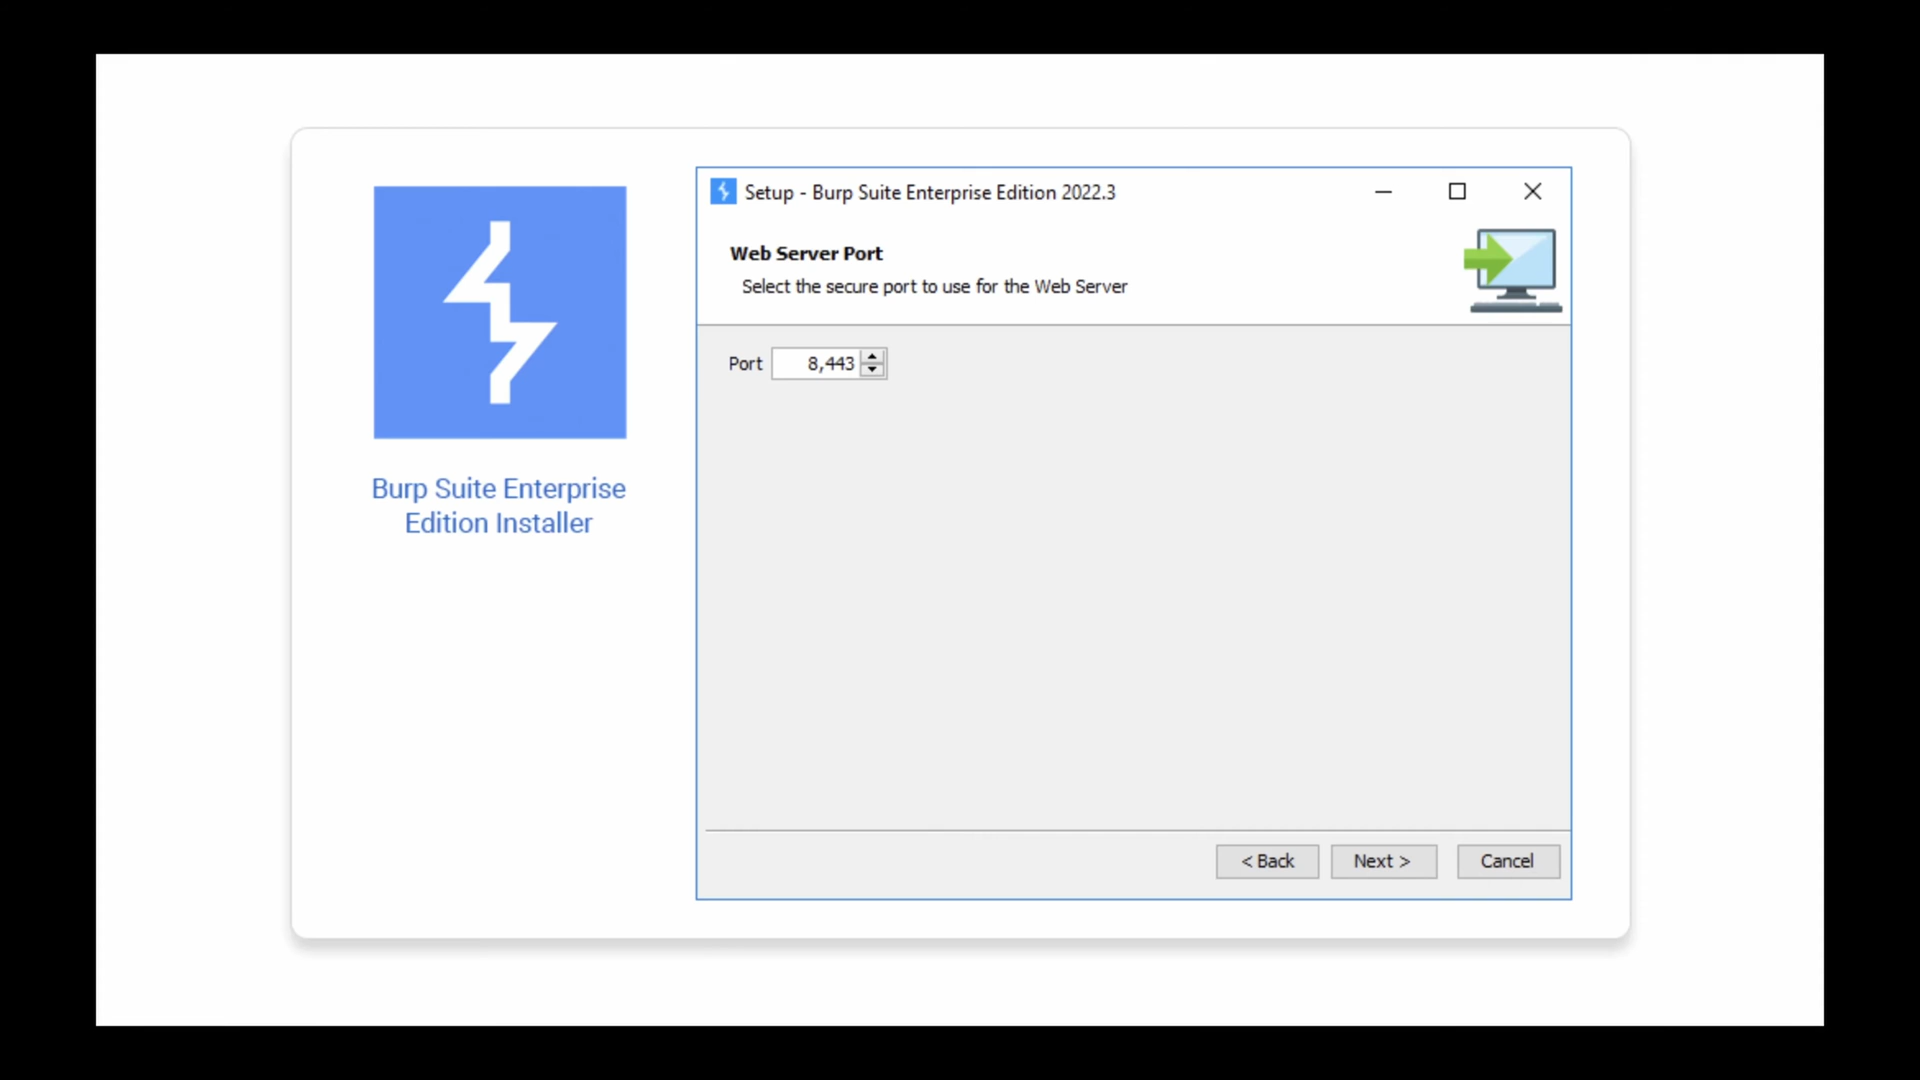 Burp Suite Enterprise
Edition Installer
Setup - Burp Suite Enterprise Edition 2022.3
Web Server Port
Select the secure port to use for the Web Server
Port 8,443
< Back Next > Cancel